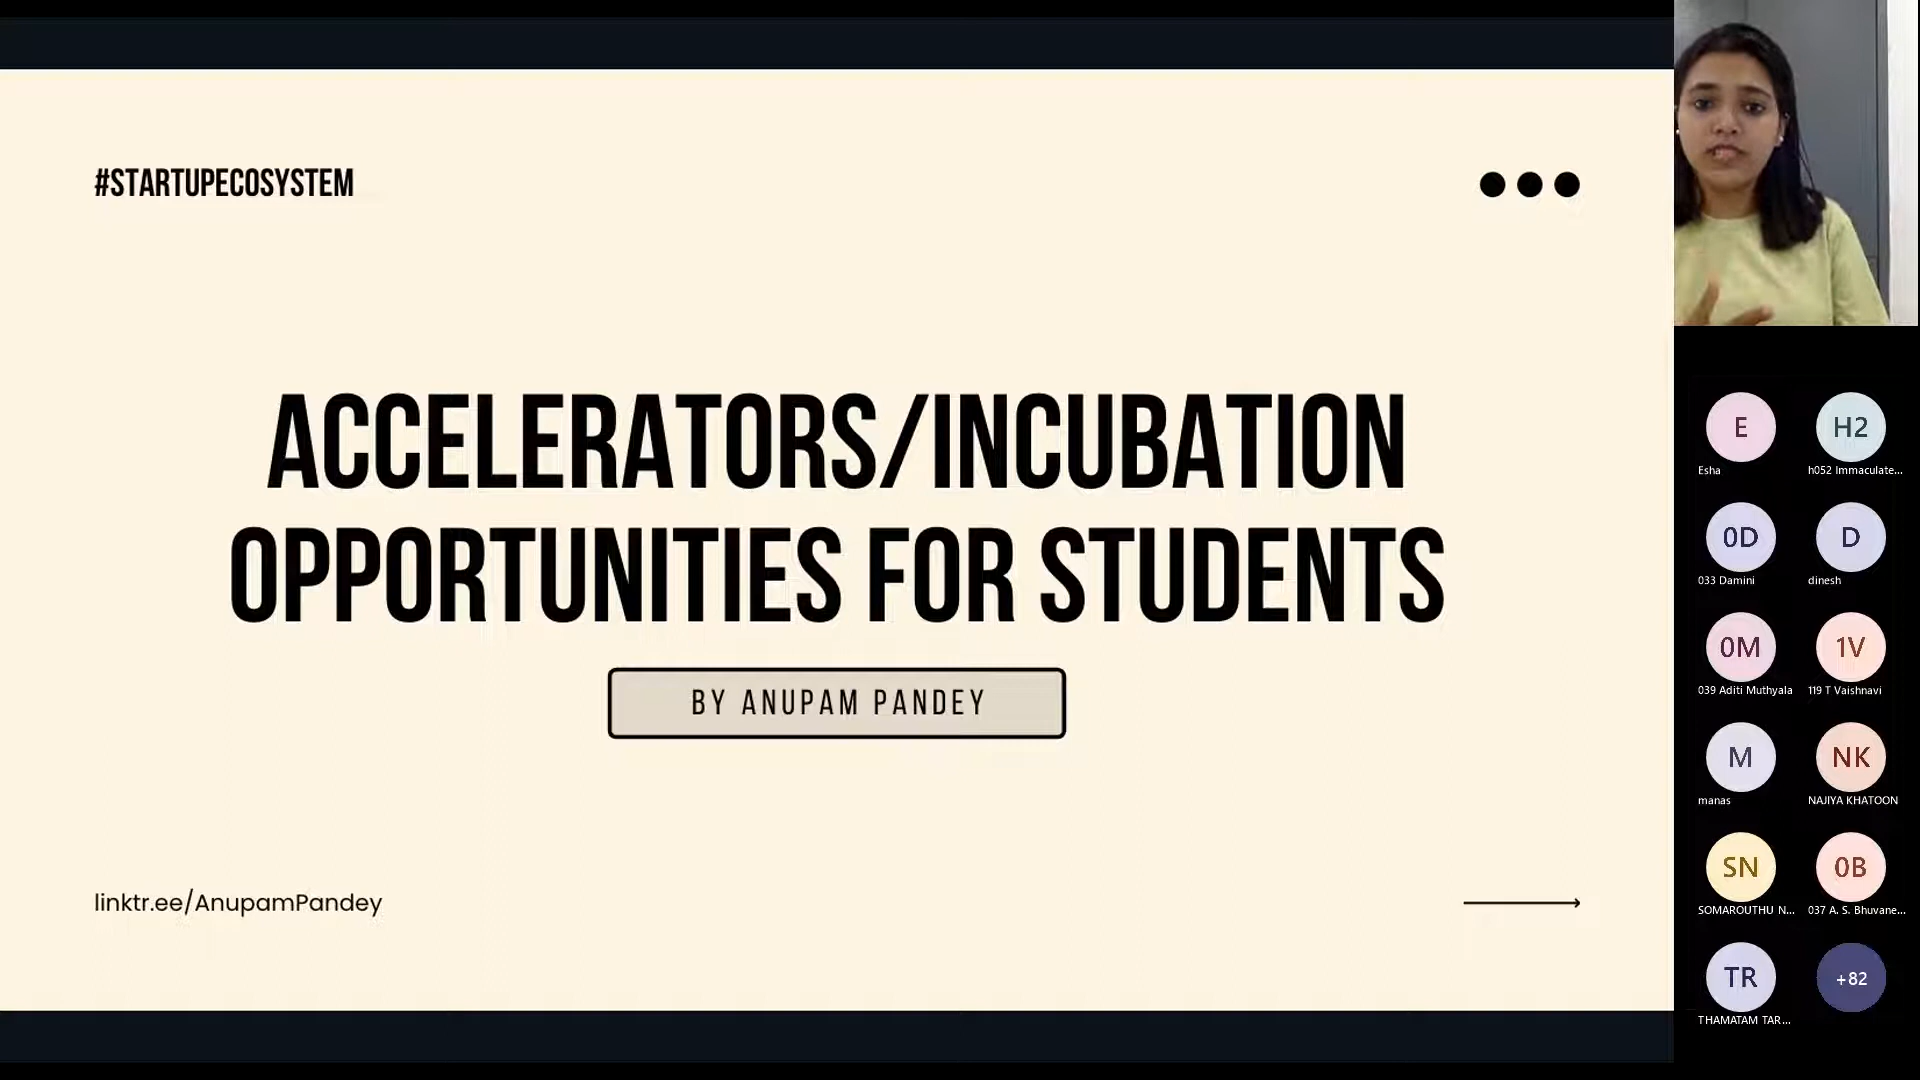 #STARTUPECOSYSTEM
ACCELERATORS/INCUBATION
OPPORTUNITIES FOR STUDENTS
BY ANUPAM PANDEY
linktr.ee/AnupamPandey
E
Esha
H2
h052 Immaculate...
0D
033 Damini
D
dinesh
0M
039 Aditi Muthyala
1V
119 T Vaishnavi
M
manas
NK
NAJIYA KHATOON
SN
SOMAROUTHU N...
0B
037 A. S. Bhuvane...
TR
THAMATAM TAR...
+82